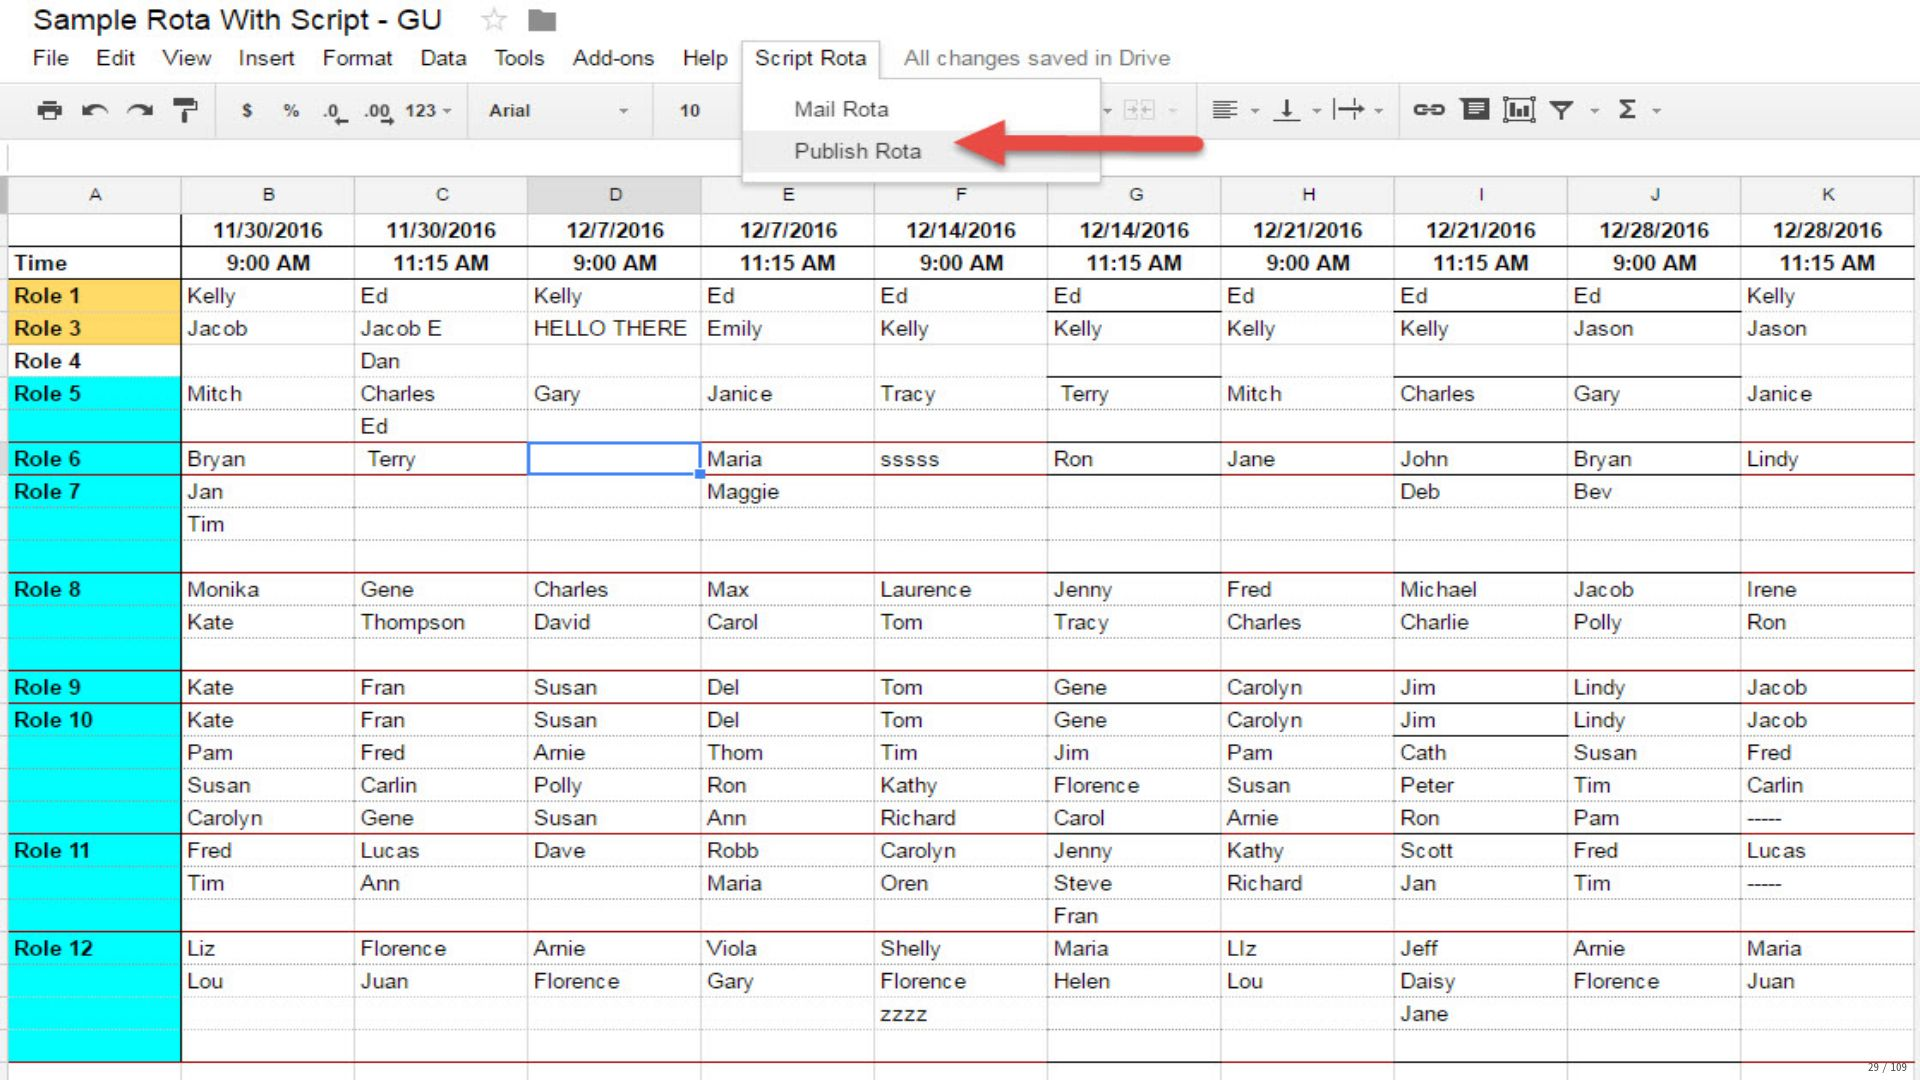 Sample Rota With Script - GU
File Edit View Insert Format Data Tools Add-ons Help Script Rota All changes saved in Drive
$ % .0 .00 123 Arial 10
Mail Rota
Publish Rota
A B C D E F G H I J K
11/30/2016 11/30/2016 12/7/2016 12/7/2016 12/14/2016 12/14/2016 12/21/2016 12/21/2016 12/28/2016 12/28/2016
Time 9:00 AM 11:15 AM 9:00 AM 11:15 AM 9:00 AM 11:15 AM 9:00 AM 11:15 AM 9:00 AM 11:15 AM
Role 1 Kelly Ed Kelly Ed Ed Ed Ed Ed Ed Kelly
Role 3 Jacob Jacob E HELLO THERE Emily Kelly Kelly Kelly Kelly Jason Jason
Role 4 Dan
Role 5 Mitch Charles Gary Janice Tracy Terry Mitch Charles Gary Janice
Ed
Role 6 Bryan Terry Maria sssss Ron Jane John Bryan Lindy
Role 7 Jan Maggie Deb Bev
Tim
Role 8 Monika Gene Charles Max Laurence Jenny Fred Michael Jacob Irene
Kate Thompson David Carol Tom Tracy Charles Charlie Polly Ron
Role 9 Kate Fran Susan Del Tom Gene Carolyn Jim Lindy Jacob
Role 10 Kate Fran Susan Del Tom Gene Carolyn Jim Lindy Jacob
Pam Fred Arnie Thom Tim Jim Pam Cath Susan Fred
Susan Carlin Polly Ron Kathy Florence Susan Peter Tim Carlin
Carolyn Gene Susan Ann Richard Carol Arnie Ron Pam -----
Role 11 Fred Lucas Dave Robb Carolyn Jenny Kathy Scott Fred Lucas
Tim Ann Maria Oren Steve Richard Jan Tim -----
Fran
Role 12 Liz Florence Arnie Viola Shelly Maria LIz Jeff Arnie Maria
Lou Juan Florence Gary Florence Helen Lou Daisy Florence Juan
zzzz Jane
29 / 109